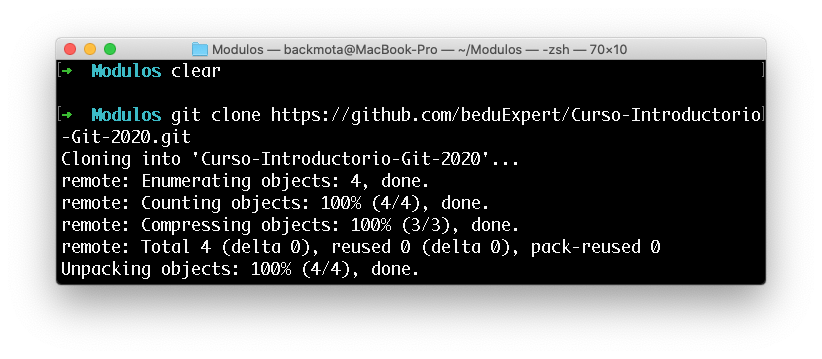 Modulos — backmota@MacBook-Pro — ~/Modulos — -zsh — 70×10
[→ Modulos clear ]
[→ Modulos git clone https://github.com/beduExpert/Curso-Introductorio]
-Git-2020.git
Cloning into 'Curso-Introductorio-Git-2020'...
remote: Enumerating objects: 4, done.
remote: Counting objects: 100% (4/4), done.
remote: Compressing objects: 100% (3/3), done.
remote: Total 4 (delta 0), reused 0 (delta 0), pack-reused 0
Unpacking objects: 100% (4/4), done.